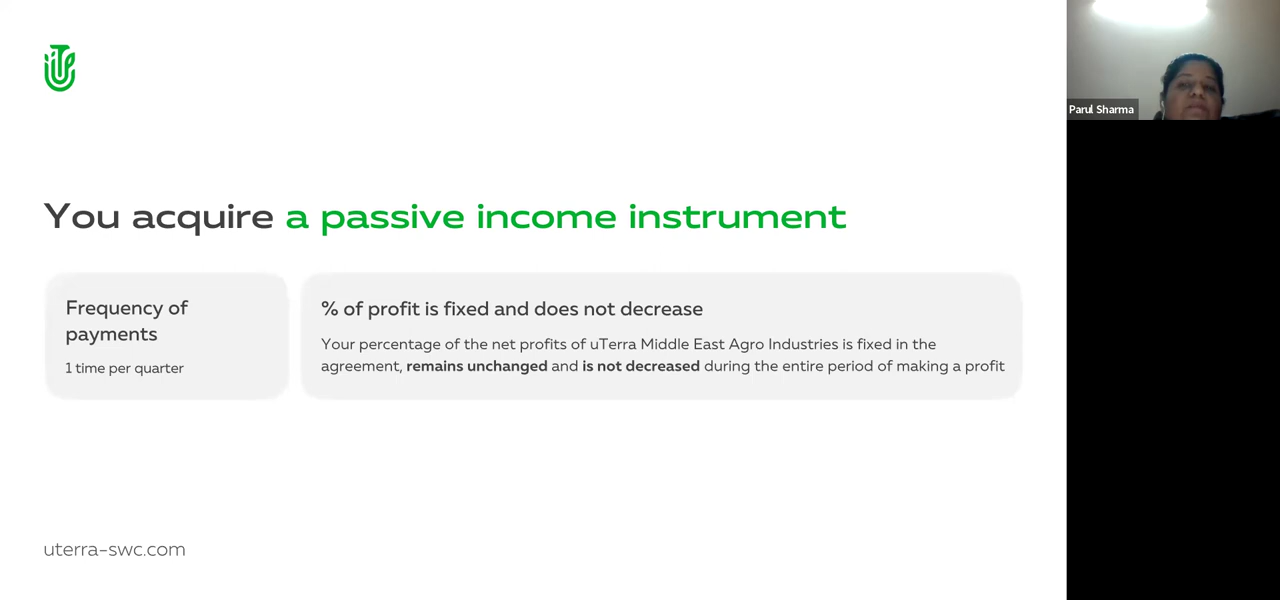 You acquire a passive income instrument
Frequency of
payments
1 time per quarter
% of profit is fixed and does not decrease
Your percentage of the net profits of uTerra Middle East Agro Industries is fixed in the
agreement, remains unchanged and is not decreased during the entire period of making a profit
uterra-swc.com
Parul Sharma